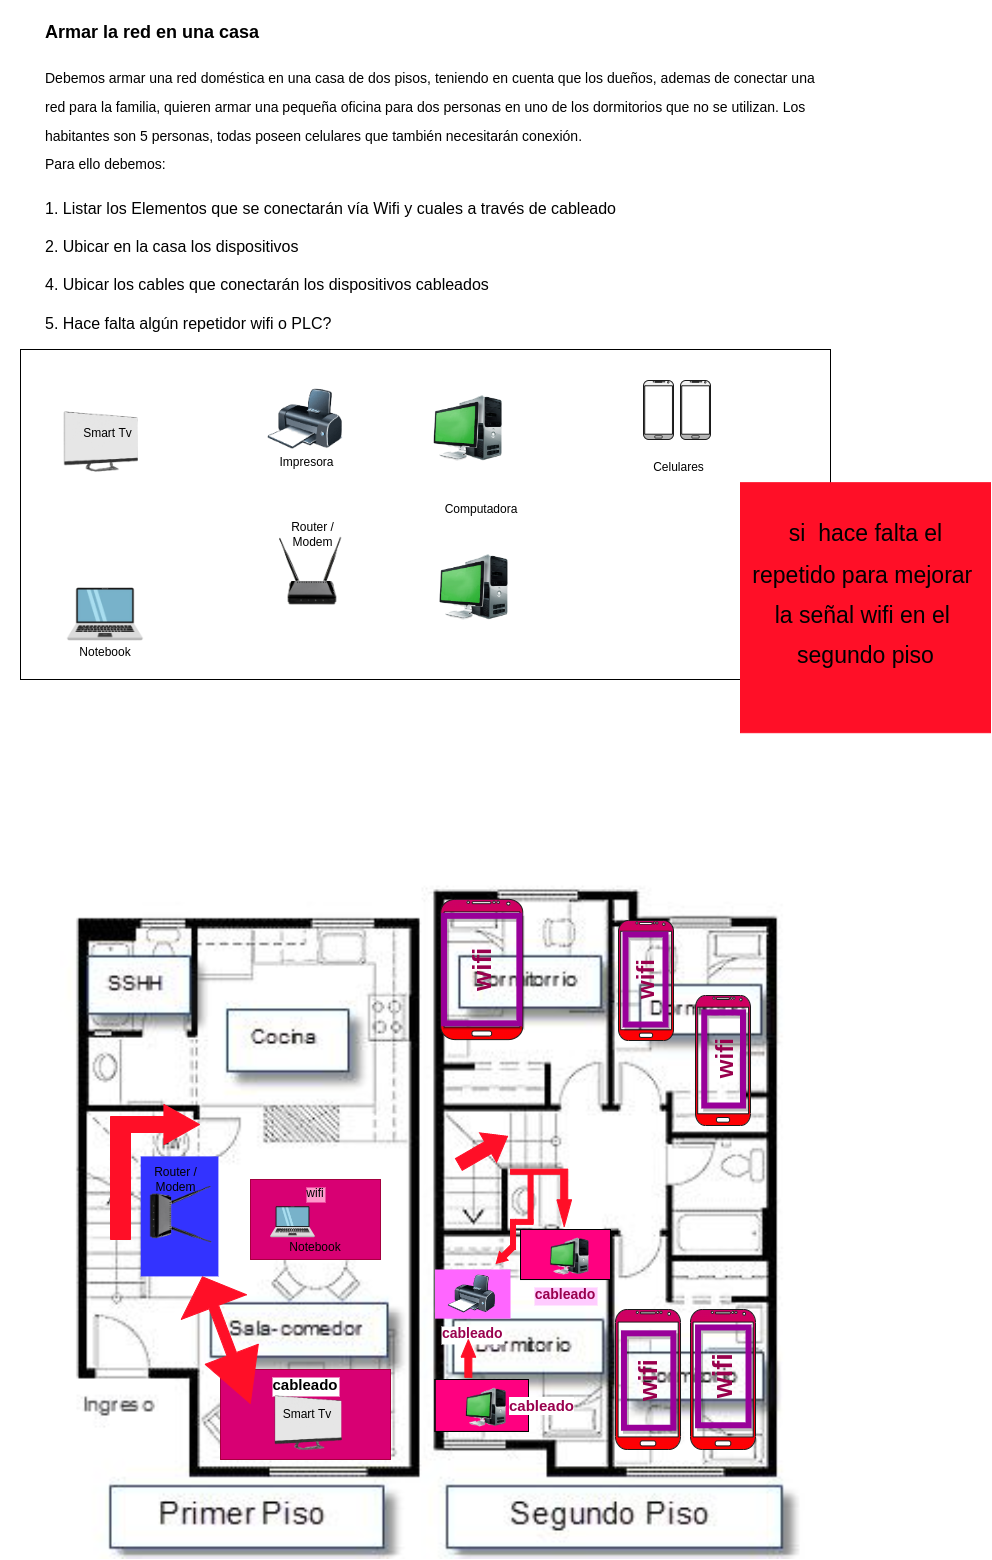 Armar la red en una casa
Debemos armar una red doméstica en una casa de dos pisos, teniendo en cuenta que los dueños, ademas de conectar una
red para la familia, quieren armar una pequeña oficina para dos personas en uno de los dormitorios que no se utilizan. Los
habitantes son 5 personas, todas poseen celulares que también necesitarán conexión.
Para ello debemos:
1. Listar los Elementos que se conectarán vía Wifi y cuales a través de cableado
2. Ubicar en la casa los dispositivos
4. Ubicar los cables que conectarán los dispositivos cableados
5. Hace falta algún repetidor wifi o PLC?
Smart Tv
Impresora
Celulares
Computadora
Router /
Modem
Notebook
si hace falta el
repetido para mejorar
la señal wifi en el
segundo piso
SSHH
Cocina
Router /
Modem
wifi
Notebook
Sala-comedor
cableado
Smart Tv
Ingreso
Primer Piso
wifi
Dormitorrio
wifi
Dorm
wifi
cableado
cableado
Dormitorio
cableado
wifi
wifi
Dormitorio
Segundo Piso